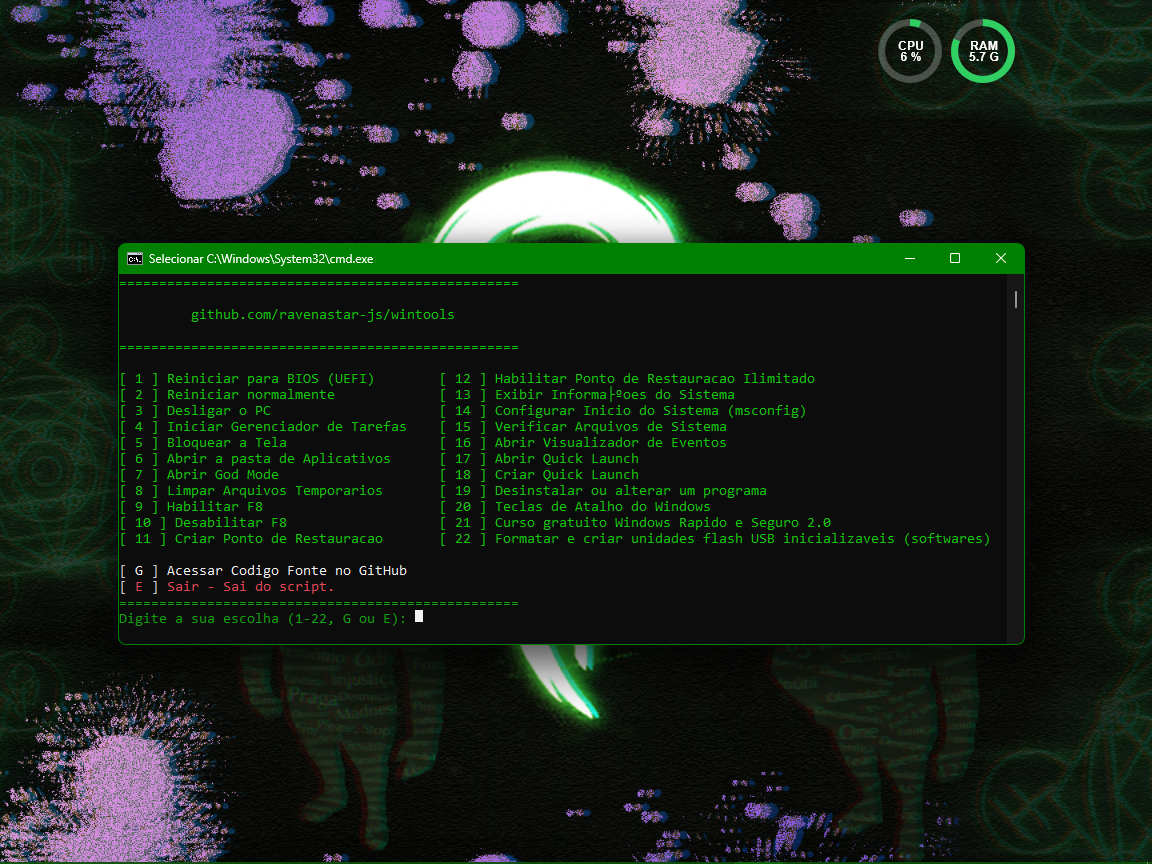 CPU
6 %
RAM
5.7 G
Selecionar C:\Windows\System32\cmd.exe
==================================================
github.com/ravenastar-js/wintools
==================================================
[ 1 ] Reiniciar para BIOS (UEFI) [ 12 ] Habilitar Ponto de Restauracao Ilimitado
[ 2 ] Reiniciar normalmente [ 13 ] Exibir Informa├ºoes do Sistema
[ 3 ] Desligar o PC [ 14 ] Configurar Inicio do Sistema (msconfig)
[ 4 ] Iniciar Gerenciador de Tarefas [ 15 ] Verificar Arquivos de Sistema
[ 5 ] Bloquear a Tela [ 16 ] Abrir Visualizador de Eventos
[ 6 ] Abrir a pasta de Aplicativos [ 17 ] Abrir Quick Launch
[ 7 ] Abrir God Mode [ 18 ] Criar Quick Launch
[ 8 ] Limpar Arquivos Temporarios [ 19 ] Desinstalar ou alterar um programa
[ 9 ] Habilitar F8 [ 20 ] Teclas de Atalho do Windows
[ 10 ] Desabilitar F8 [ 21 ] Curso gratuito Windows Rapido e Seguro 2.0
[ 11 ] Criar Ponto de Restauracao [ 22 ] Formatar e criar unidades flash USB inicializaveis (softwares)
[ G ] Acessar Codigo Fonte no GitHub
[ E ] Sair - Sai do script.
==================================================
Digite a sua escolha (1-22, G ou E):
Injustic
Praga
Madness
Please, Stop
One